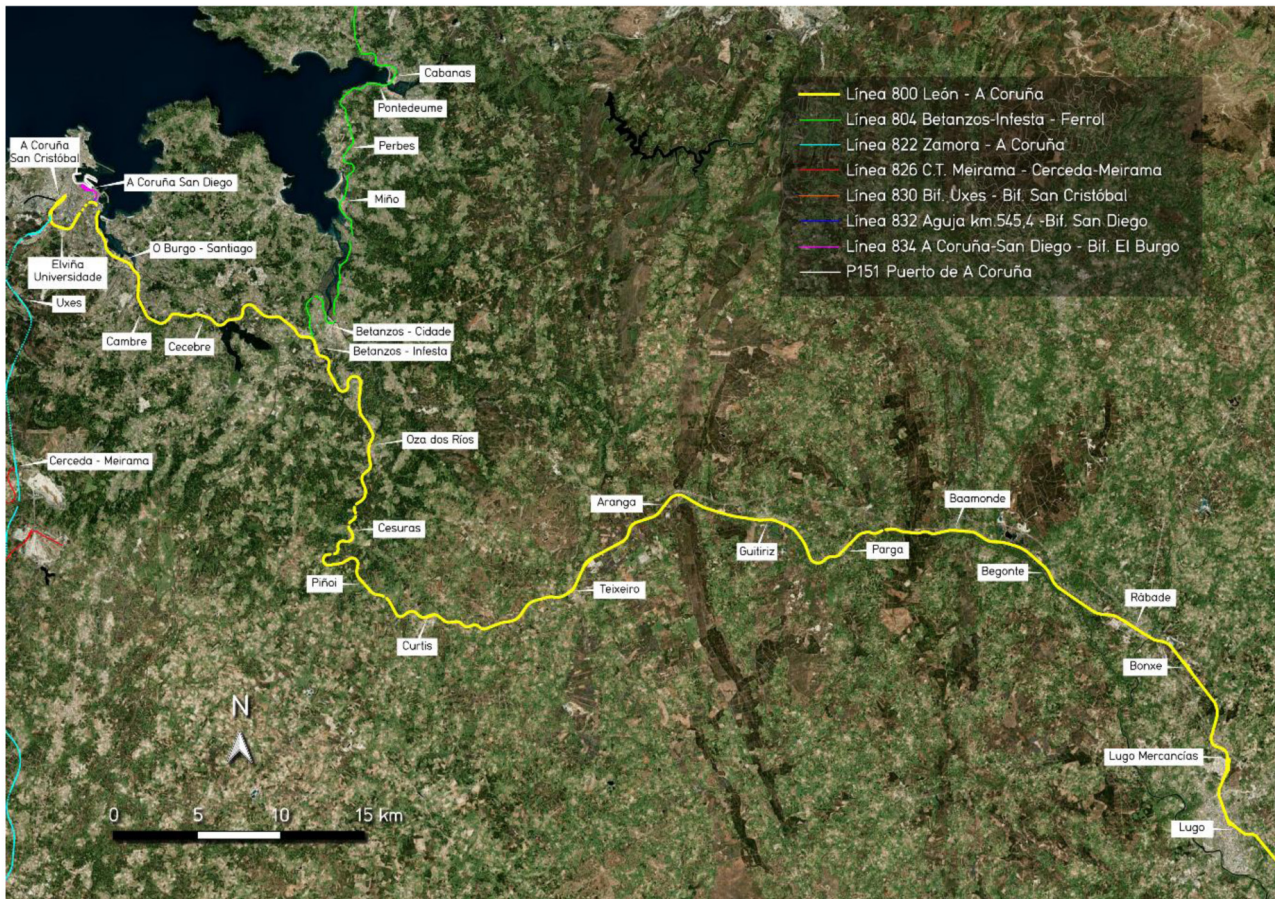 Cabanas
Pontedeume
Perbes
Miño
A Coruña
San Cristóbal
A Coruña San Diego
O Burgo - Santiago
Elviña
Universidade
Uxes
Cambre
Cecebre
Betanzos - Cidade
Betanzos - Infesta
Oza dos Ríos
Cerceda - Meirama
Cesuras
Piñoi
Curtis
Teixeiro
Aranga
Guitiriz
Parga
Baamonde
Begonte
Rábade
Bonxe
Lugo Mercancías
Lugo
Línea 800 León - A Coruña
Línea 804 Betanzos-Infesta - Ferrol
Línea 822 Zamora - A Coruña
Línea 826 C.T. Meirama - Cerceda-Meirama
Línea 830 Bif. Uxes - Bif. San Cristóbal
Línea 832 Aguja km.545,4 -Bif. San Diego
Línea 834 A Coruña-San Diego - Bif. El Burgo
P151 Puerto de A Coruña
N
0 5 10 15 km